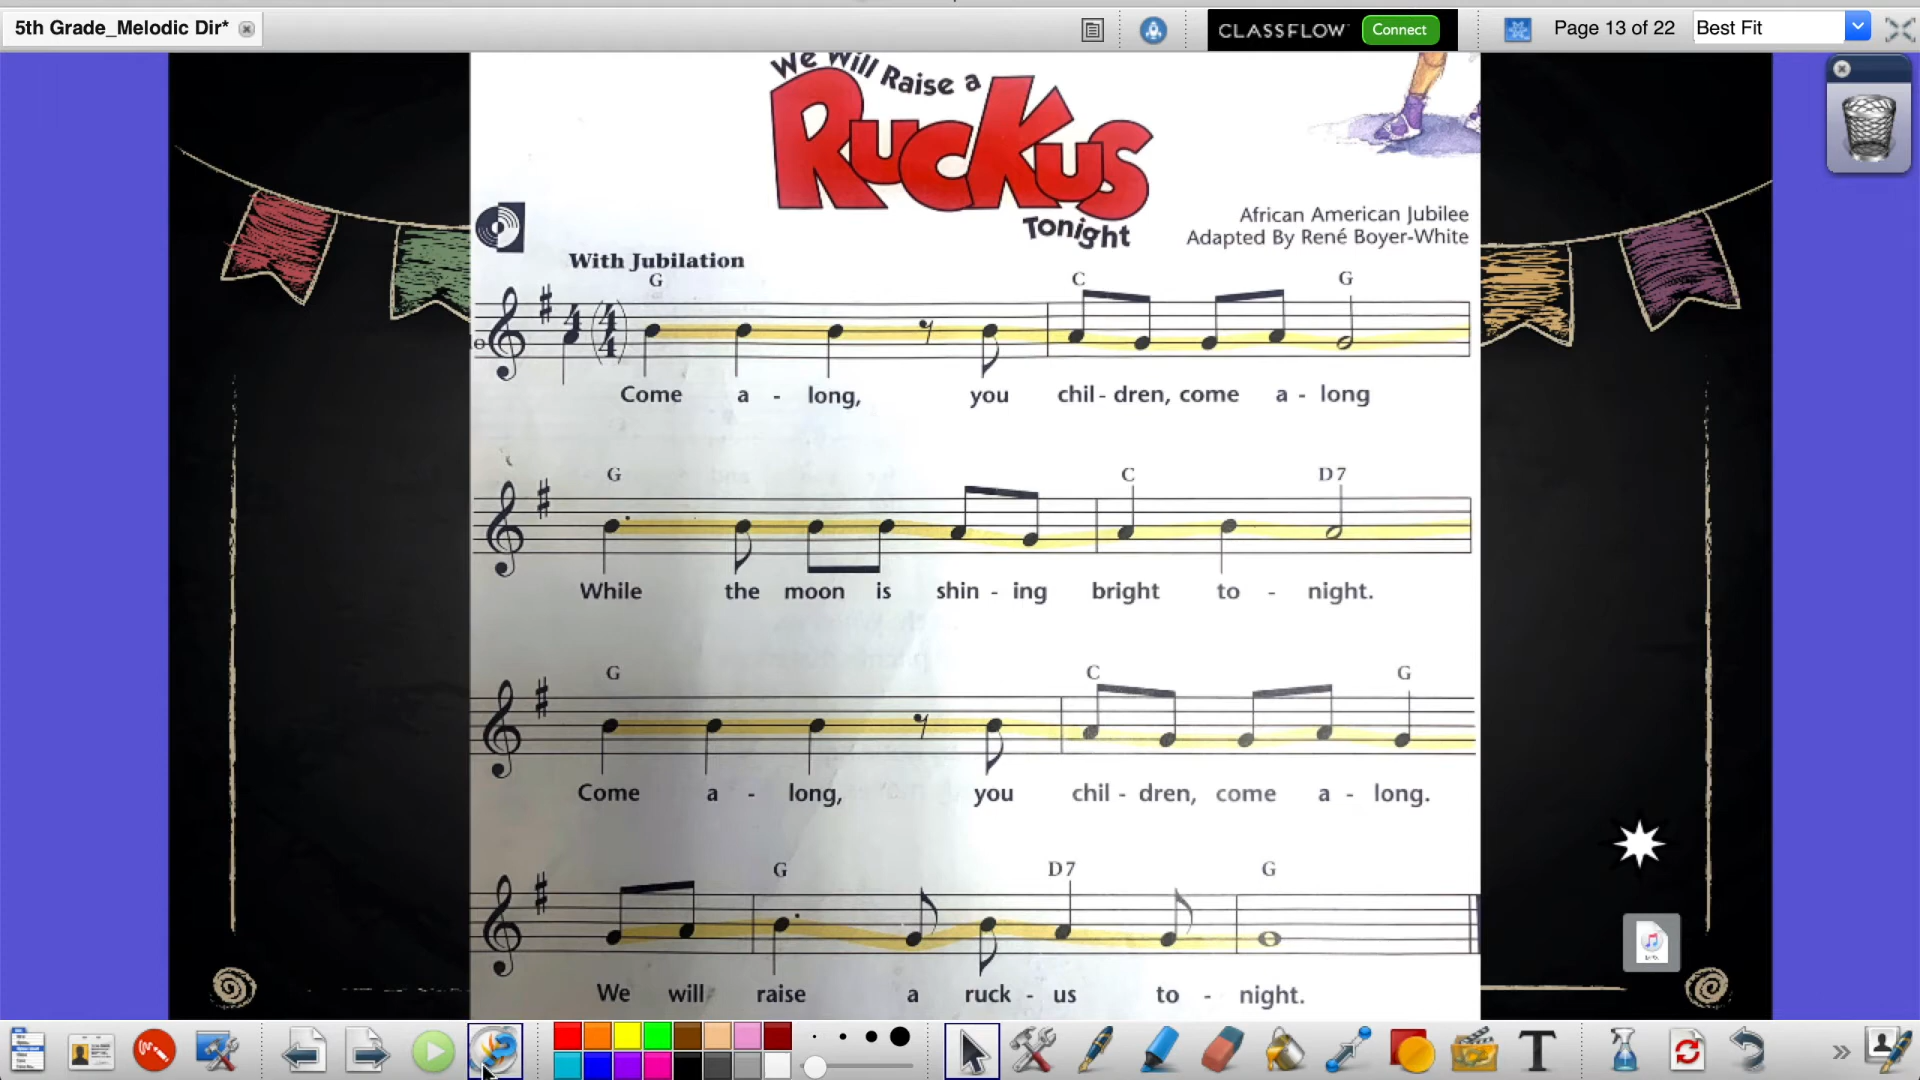 5th Grade_Melodic Dir*
CLASSFLOW Connect
Page 13 of 22
Best Fit
We Will Raise a
RUCKUS
Tonight
African American Jubilee
Adapted By René Boyer-White
With Jubilation
G C G
4 4
4
Come a - long, you chil - dren, come a - long
G C D7
While the moon is shin - ing bright to - night.
G C G
Come a - long, you chil - dren, come a - long.
G D7 G
We will raise a ruck - us to - night.
T